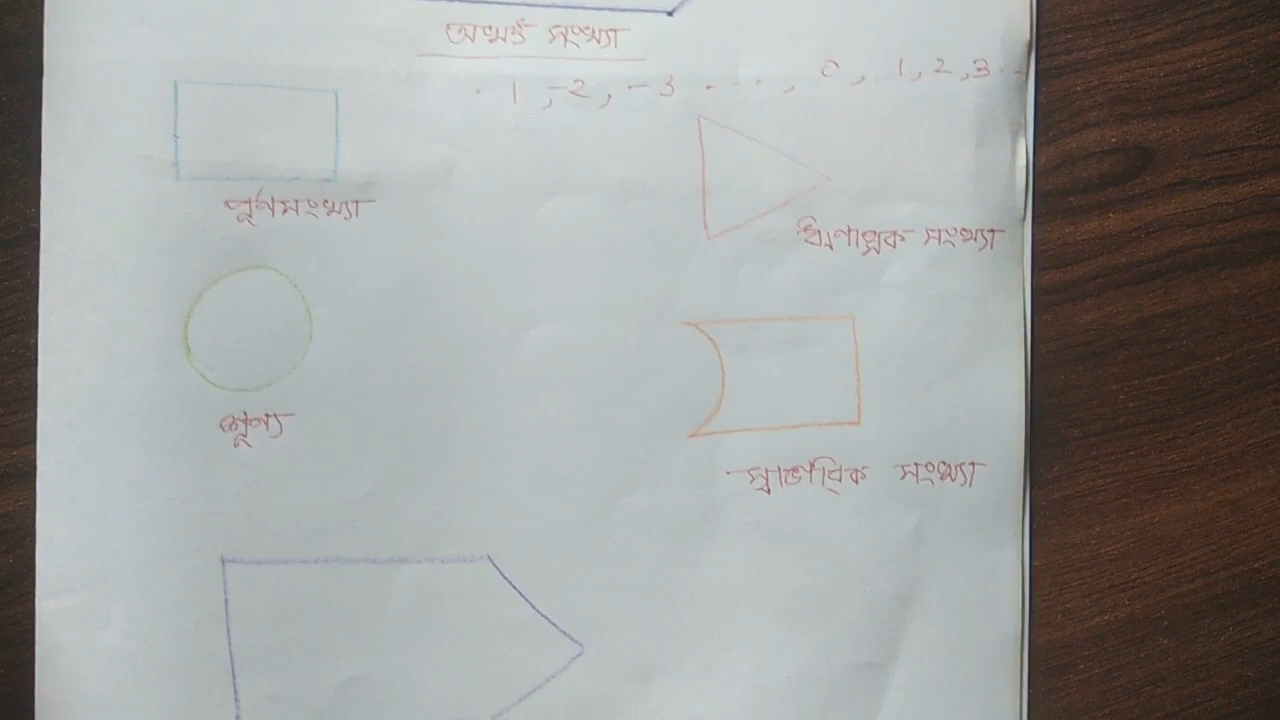 অখণ্ড সংখ্যা
- 1, -2, -3 ...., 0, 1, 2, 3 ..
পূর্ণসংখ্যা
ঋণাত্মক সংখ্যা
শূণ্য
স্বাভাবিক সংখ্যা